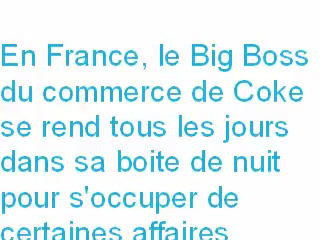 En France, le Big Boss
du commerce de Coke
se rend tous les jours
dans sa boite de nuit
pour s'occuper de
certaines affaires